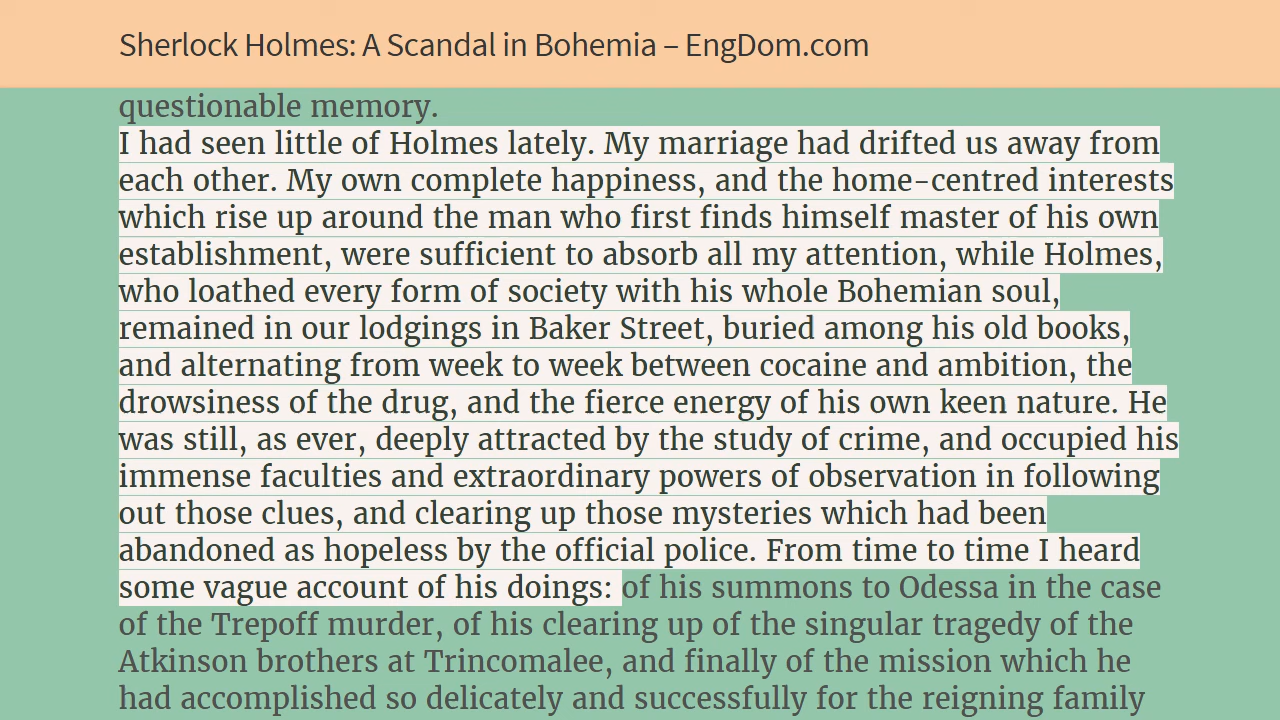 Sherlock Holmes: A Scandal in Bohemia – EngDom.com
questionable memory.
I had seen little of Holmes lately. My marriage had drifted us away from
each other. My own complete happiness, and the home-centred interests
which rise up around the man who first finds himself master of his own
establishment, were sufficient to absorb all my attention, while Holmes,
who loathed every form of society with his whole Bohemian soul,
remained in our lodgings in Baker Street, buried among his old books,
and alternating from week to week between cocaine and ambition, the
drowsiness of the drug, and the fierce energy of his own keen nature. He
was still, as ever, deeply attracted by the study of crime, and occupied his
immense faculties and extraordinary powers of observation in following
out those clues, and clearing up those mysteries which had been
abandoned as hopeless by the official police. From time to time I heard
some vague account of his doings: of his summons to Odessa in the case
of the Trepoff murder, of his clearing up of the singular tragedy of the
Atkinson brothers at Trincomalee, and finally of the mission which he
had accomplished so delicately and successfully for the reigning family